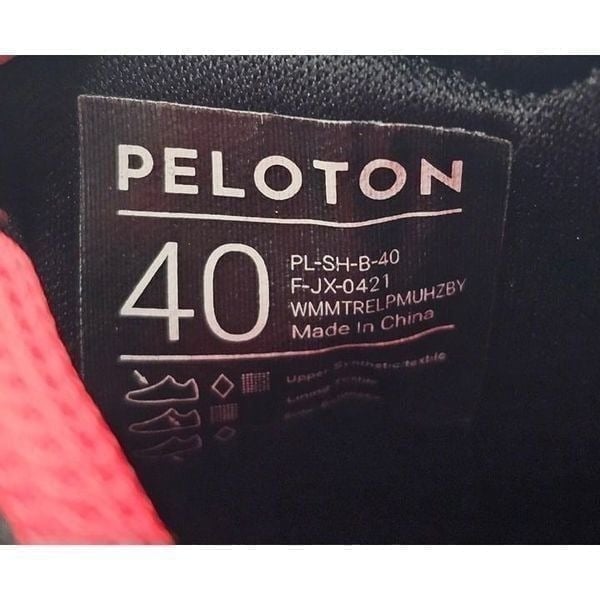 PELOTON
40
PL-SH-B-40
F-JX-0421
WMMTRELPMUHZBY
Made In China
Upper Synthetic/textile